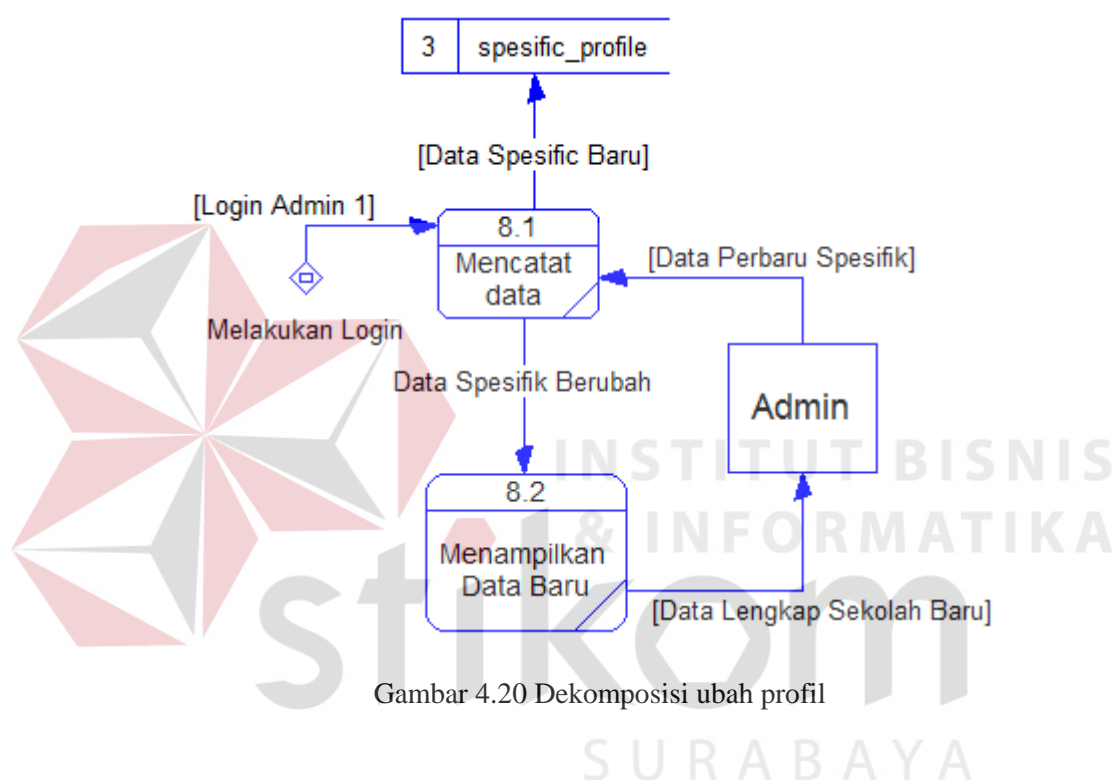 3 spesific_profile
[Data Spesific Baru]
[Login Admin 1]
8.1
Mencatat
data
[Data Perbaru Spesifik]
Melakukan Login
Data Spesifik Berubah
Admin
INSTITUT BISNIS
& INFORMATIKA
8.2
Menampilkan
Data Baru
[Data Lengkap Sekolah Baru]
stikom
Gambar 4.20 Dekomposisi ubah profil
SURABAYA